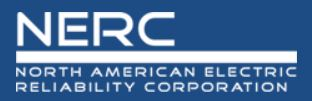 NERC
NORTH AMERICAN ELECTRIC
RELIABILITY CORPORATION